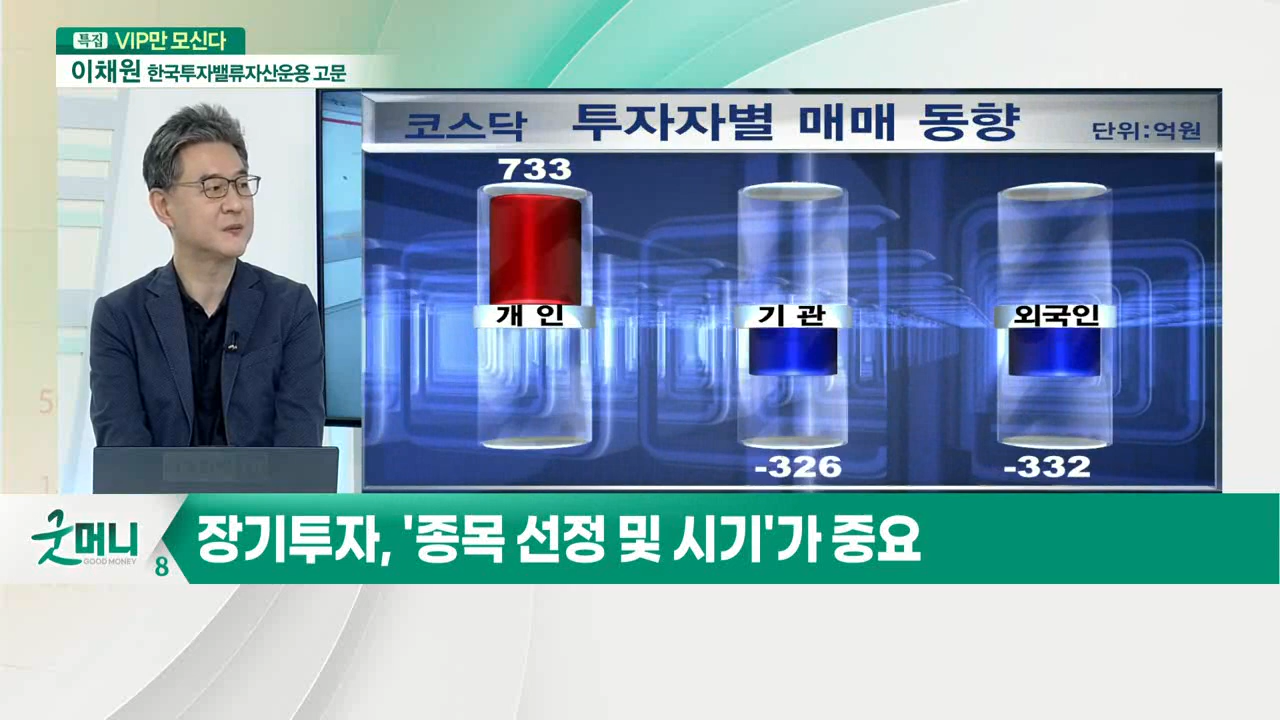 특집 VIP만 모신다
이채원 한국투자밸류자산운용 고문
코스닥 투자자별 매매 동향 단위:억원
733
개인 기관 외국인
-326 -332
굿머니
GOOD MONEY
8
장기투자, '종목 선정 및 시기'가 중요